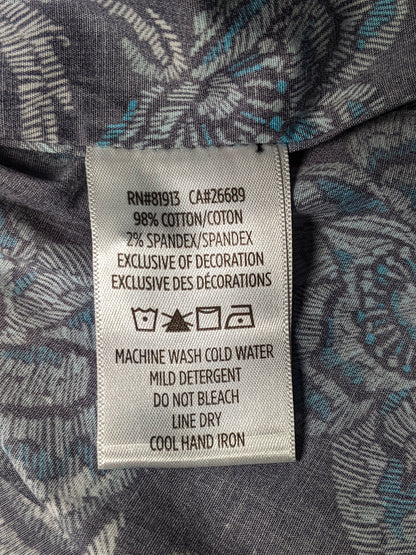 RN#81913 CA#26689
98% COTTON/COTON
2% SPANDEX/SPANDEX
EXCLUSIVE OF DECORATION
EXCLUSIVE DES DÉCORATIONS
MACHINE WASH COLD WATER
MILD DETERGENT
DO NOT BLEACH
LINE DRY
COOL HAND IRON